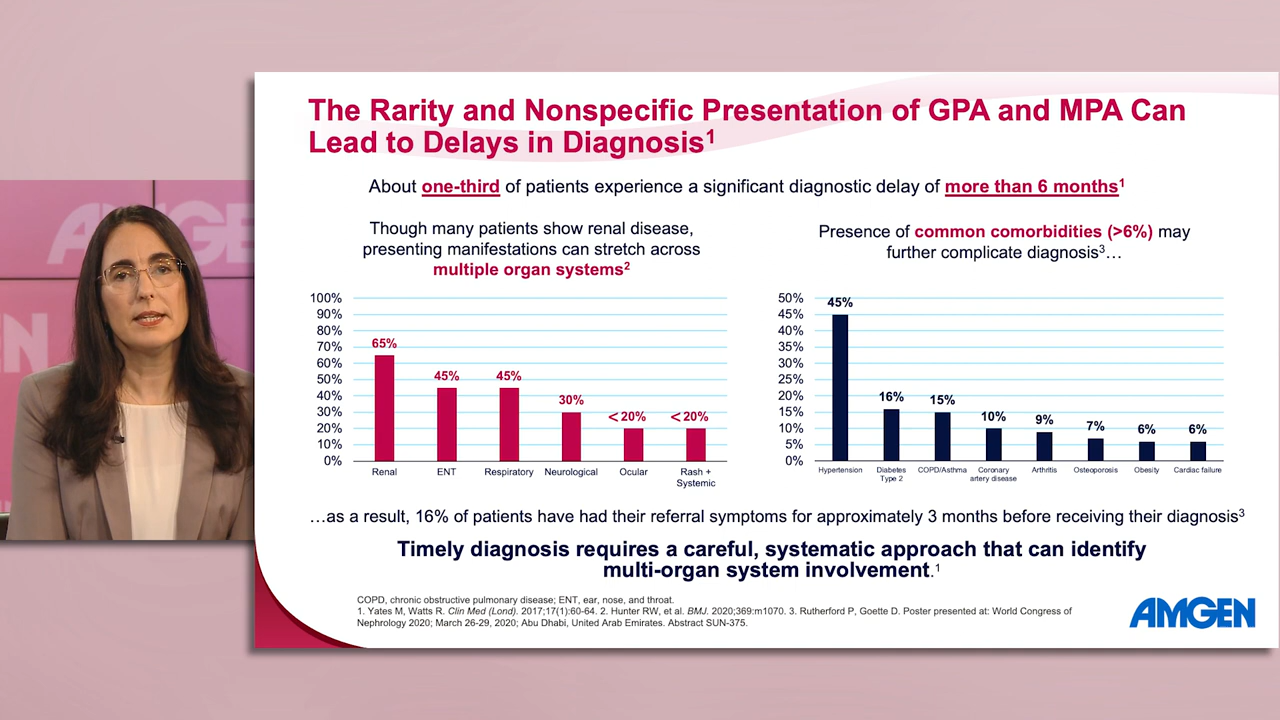 The Rarity and Nonspecific Presentation of GPA and MPA Can
Lead to Delays in Diagnosis¹
About one-third of patients experience a significant diagnostic delay of more than 6 months¹
Though many patients show renal disease,
presenting manifestations can stretch across
multiple organ systems²
100%
90%
80%
70%
60%
50%
40%
30%
20%
10%
0%
65%
45%
45%
30%
<20%
<20%
Renal
ENT
Respiratory
Neurological
Ocular
Rash +
Systemic
Presence of common comorbidities (>6%) may
further complicate diagnosis³…
50%
45%
40%
35%
30%
25%
20%
15%
10%
5%
0%
45%
16%
15%
10%
9%
7%
6%
6%
Hypertension
Diabetes
Type 2
COPD/Asthma
Coronary
artery disease
Arthritis
Osteoporosis
Obesity
Cardiac failure
…as a result, 16% of patients have had their referral symptoms for approximately 3 months before receiving their diagnosis³
Timely diagnosis requires a careful, systematic approach that can identify
multi-organ system involvement.¹
COPD, chronic obstructive pulmonary disease; ENT, ear, nose, and throat.
1. Yates M, Watts R. Clin Med (Lond). 2017;17(1):60-64. 2. Hunter RW, et al. BMJ. 2020;369:m1070. 3. Rutherford P, Goette D. Poster presented at: World Congress of
Nephrology 2020; March 26-29, 2020; Abu Dhabi, United Arab Emirates. Abstract SUN-375.
AMGEN
AMGE
EN